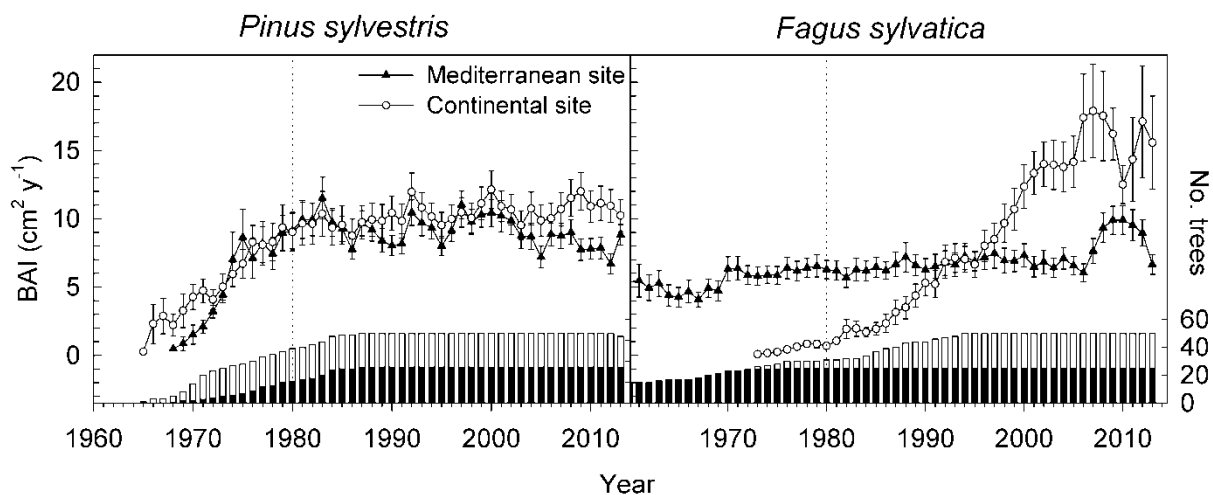 Pinus sylvestris
Fagus sylvatica
Mediterranean site
Continental site
BAI (cm² y⁻¹)
20
15
10
5
0
No. trees
60
40
20
0
1960 1970 1980 1990 2000 2010
1970 1980 1990 2000 2010
Year